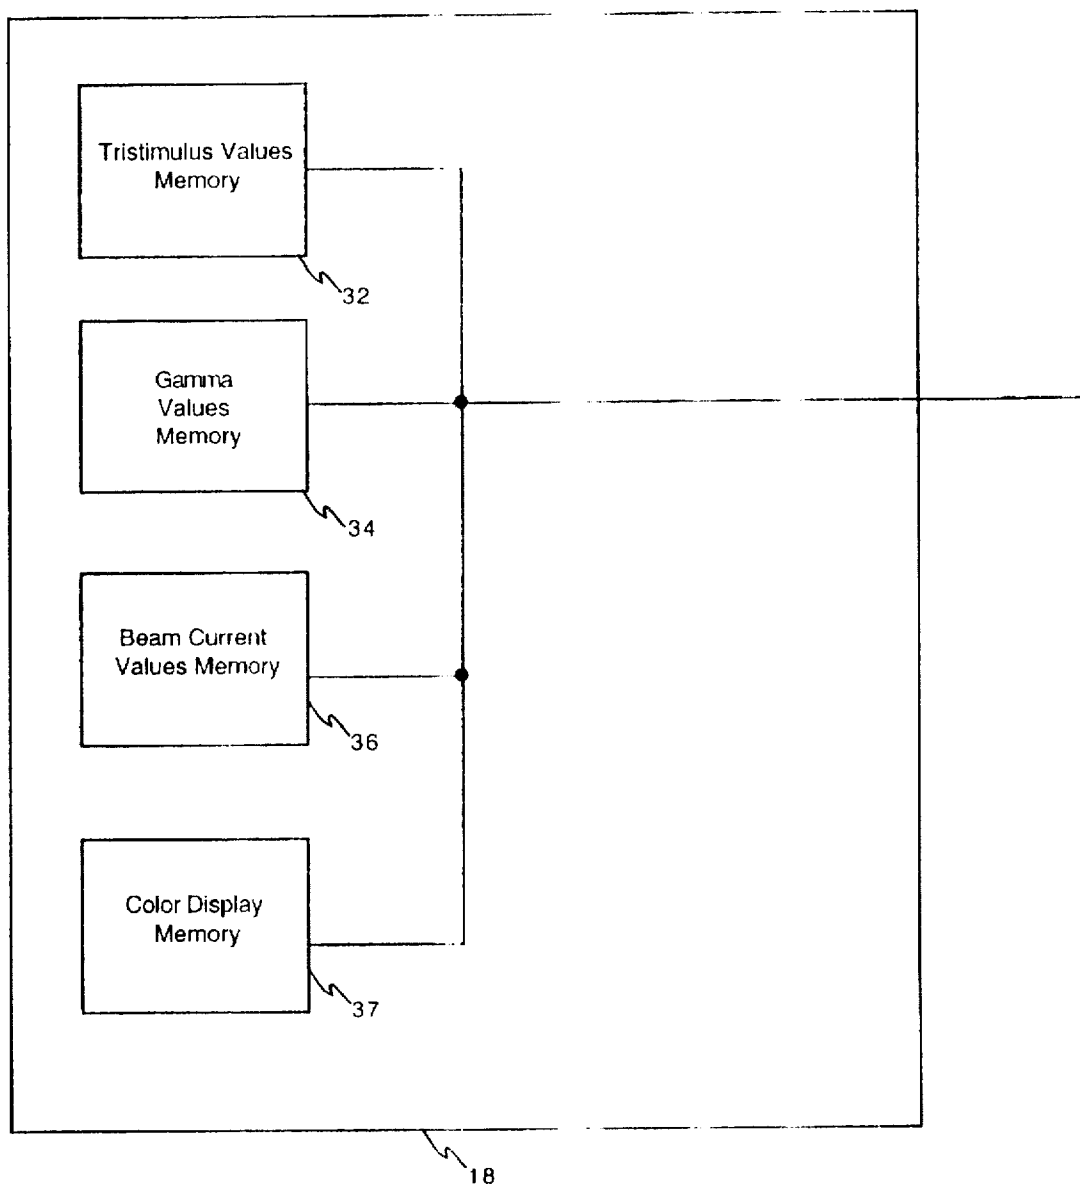 Tristimulus Values
Memory
32
Gamma
Values
Memory
34
Beam Current
Values Memory
36
Color Display
Memory
37
18